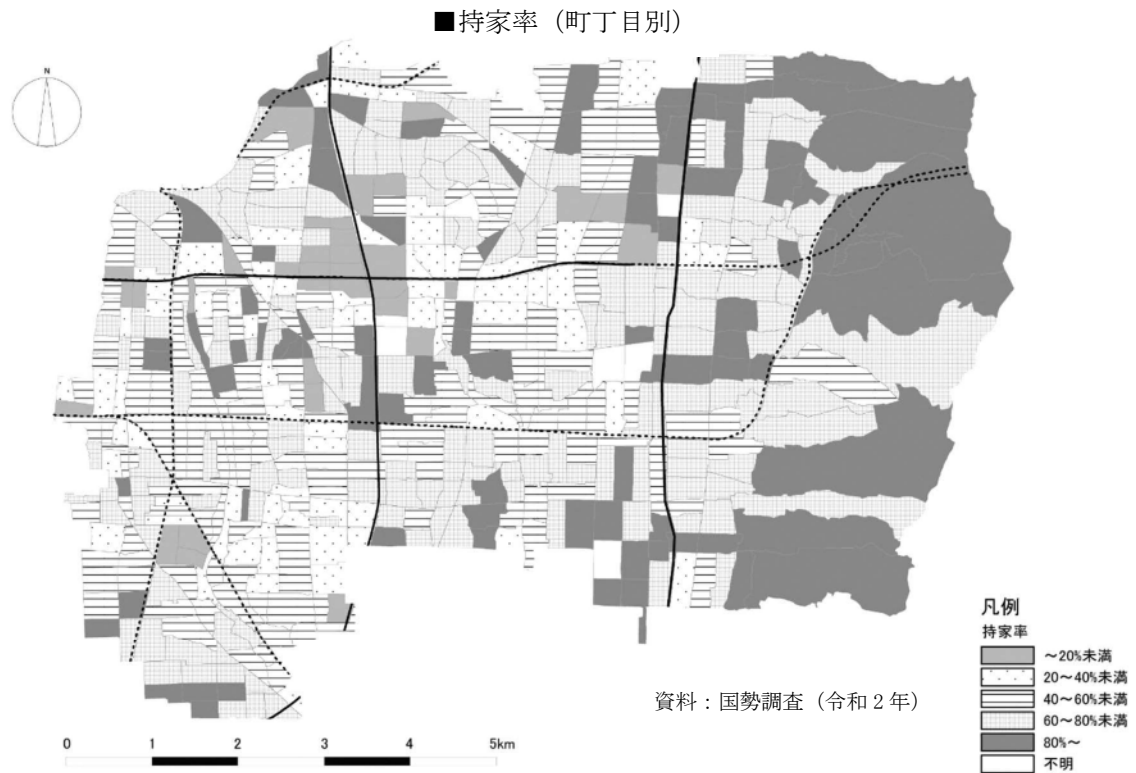 ■持家率（町丁目別）
N
凡例
持家率
～20%未満
20～40%未満
40～60%未満
60～80%未満
80%～
不明
資料：国勢調査（令和２年）
0 1 2 3 4 5km